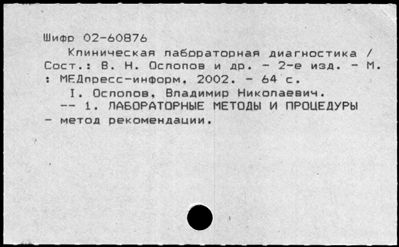 Шифр 02-60876
Клиническая лабораторная диагностика /
Сост.: В. Н. Ослопов и др. - 2-е изд. - М.
: МЕДпресс-информ, 2002. - 64 с.
I. Ослопов, Владимир Николаевич.
-- 1. ЛАБОРАТОРНЫЕ МЕТОДЫ И ПРОЦЕДУРЫ
- метод рекомендации.